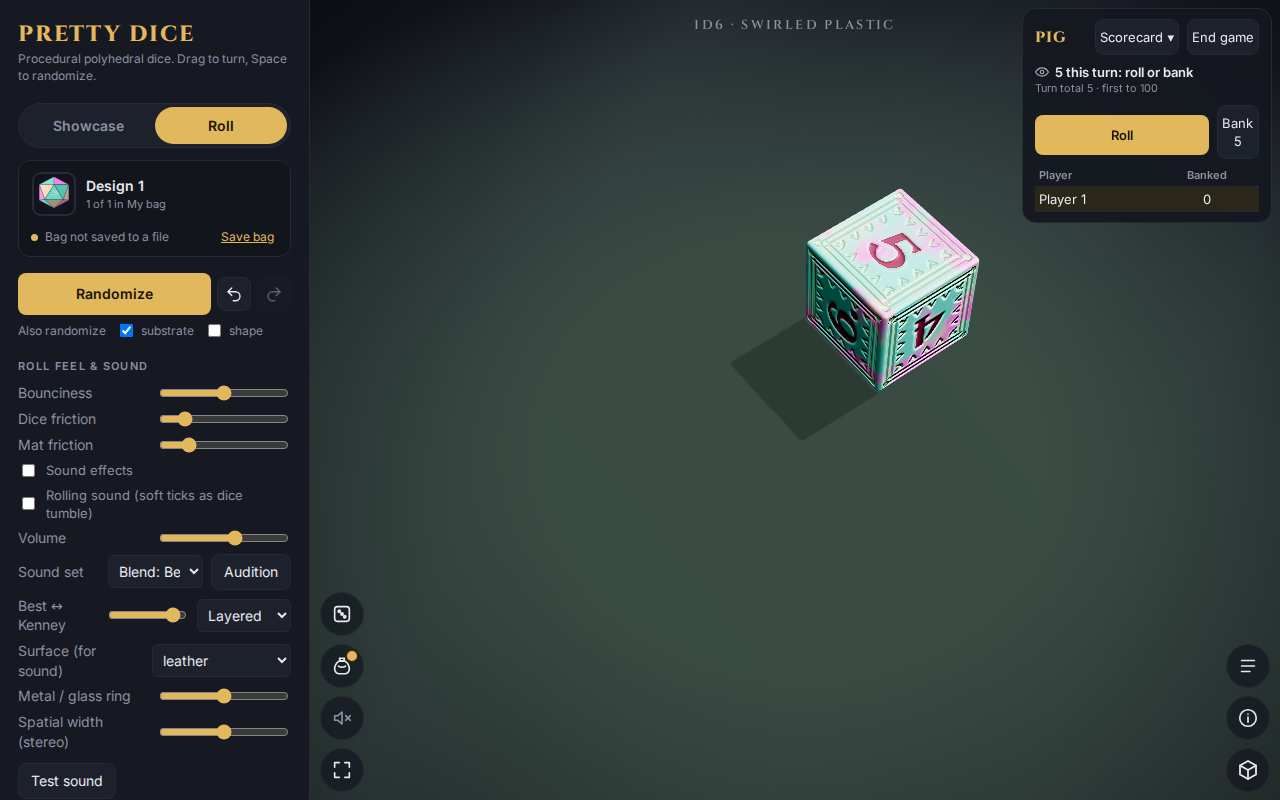 PRETTY DICE
Procedural polyhedral dice. Drag to turn, Space
to randomize.
Showcase
Roll
Design 1
1 of 1 in My bag
Bag not saved to a file
Save bag
Randomize
Also randomize
substrate
shape
ROLL FEEL & SOUND
Bounciness
Dice friction
Mat friction
Sound effects
Rolling sound (soft ticks as dice
tumble)
Volume
Sound set
Blend: Be
Audition
Best ↔
Kenney
Layered
Surface (for
sound)
leather
Metal / glass ring
Spatial width
(stereo)
Test sound
1D6 · SWIRLED PLASTIC
5
6
4
PIG
Scorecard ▾
End game
5 this turn: roll or bank
Turn total 5 · first to 100
Roll
Bank
5
Player
Banked
Player 1
0